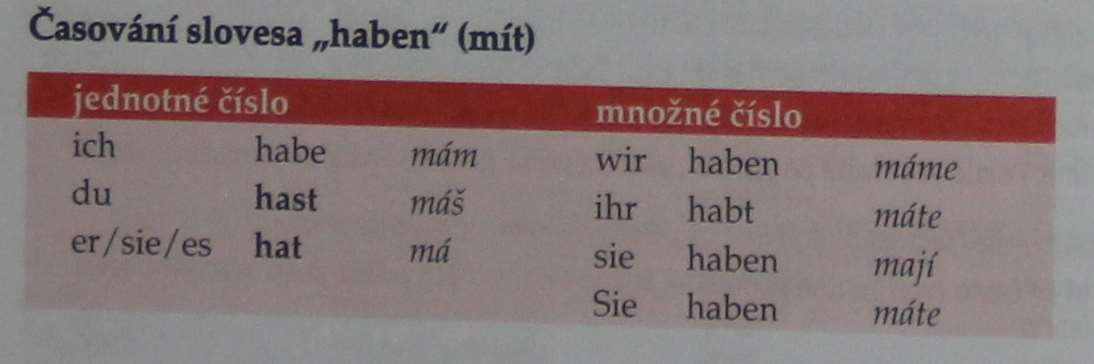 Časování slovesa „haben“ (mít)
jednotné číslo množné číslo
ich habe mám wir haben máme
du hast máš ihr habt máte
er/sie/es hat má sie haben mají
Sie haben máte